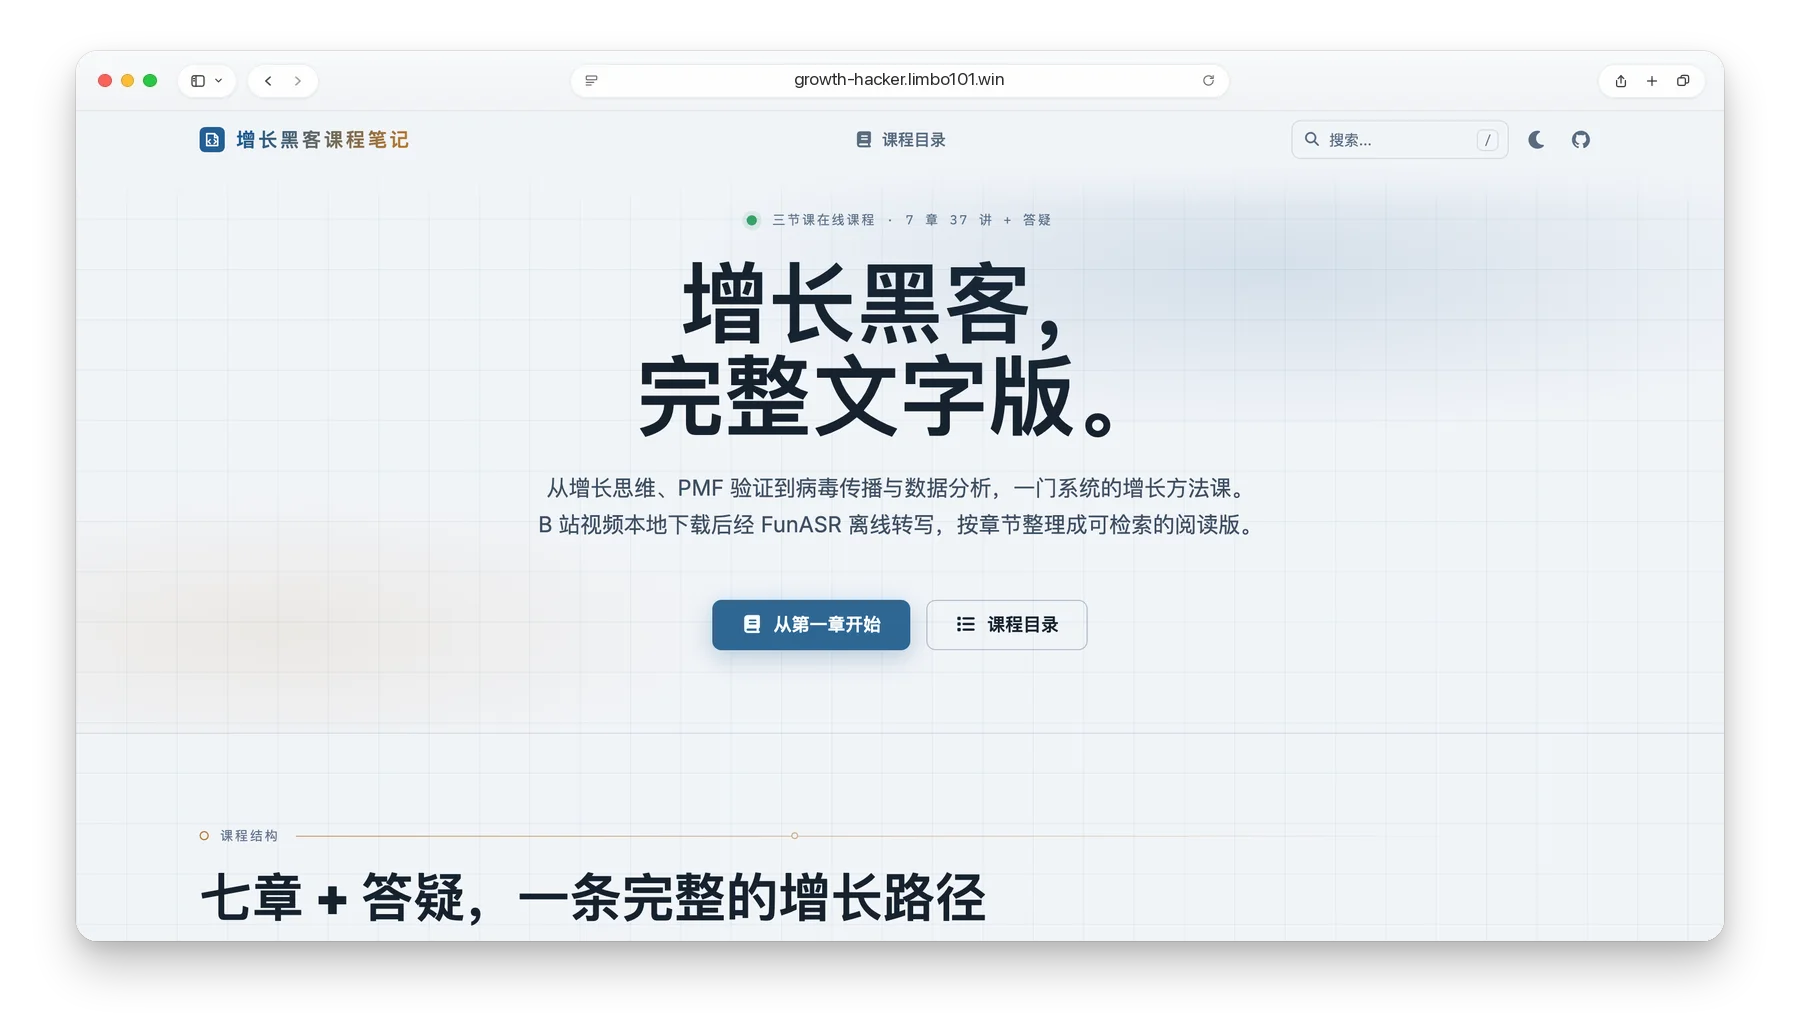 growth-hacker.limbo101.win
增长黑客课程笔记
课程目录
搜索...
/
三节课在线课程 · 7 章 37 讲 + 答疑
增长黑客，
完整文字版。
从增长思维、PMF 验证到病毒传播与数据分析，一门系统的增长方法课。
B 站视频本地下载后经 FunASR 离线转写，按章节整理成可检索的阅读版。
从第一章开始
课程目录
课程结构
七章 + 答疑，一条完整的增长路径